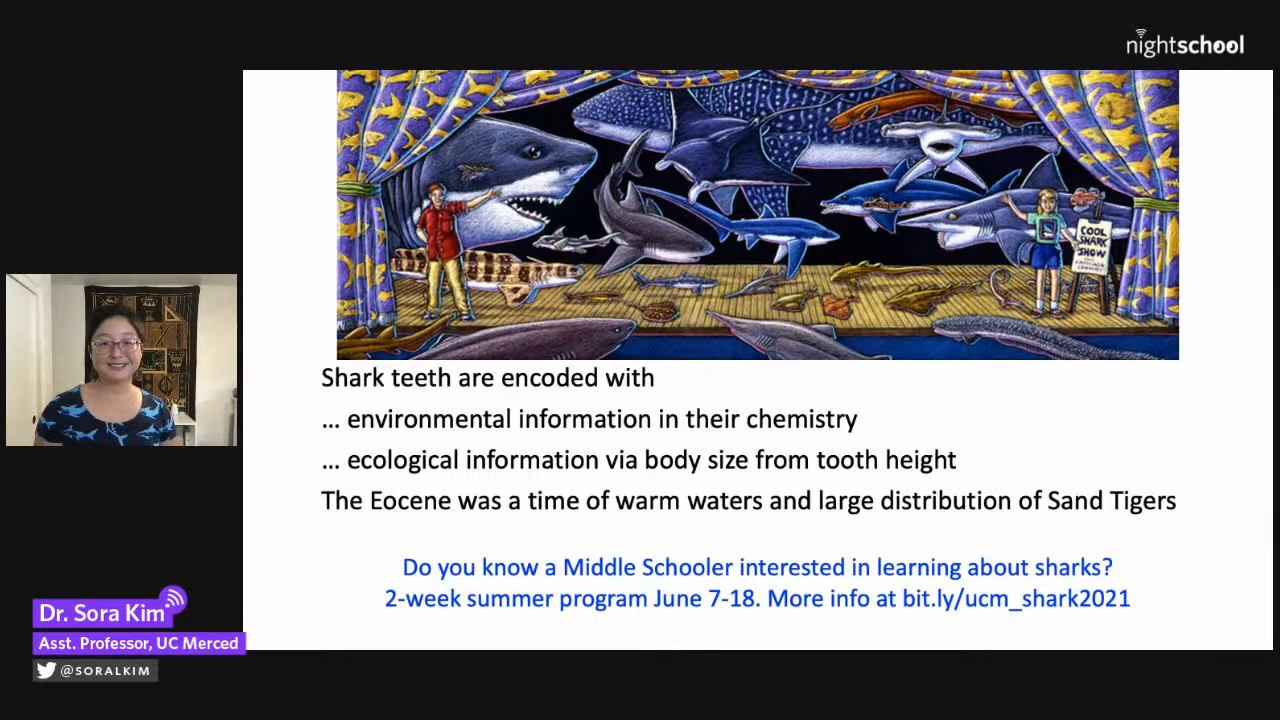 nightschool
COOL
SHARK
SHOW
Shark teeth are encoded with
... environmental information in their chemistry
... ecological information via body size from tooth height
The Eocene was a time of warm waters and large distribution of Sand Tigers
Do you know a Middle Schooler interested in learning about sharks?
2-week summer program June 7-18. More info at bit.ly/ucm_shark2021
Dr. Sora Kim
Asst. Professor, UC Merced
@SORALKIM